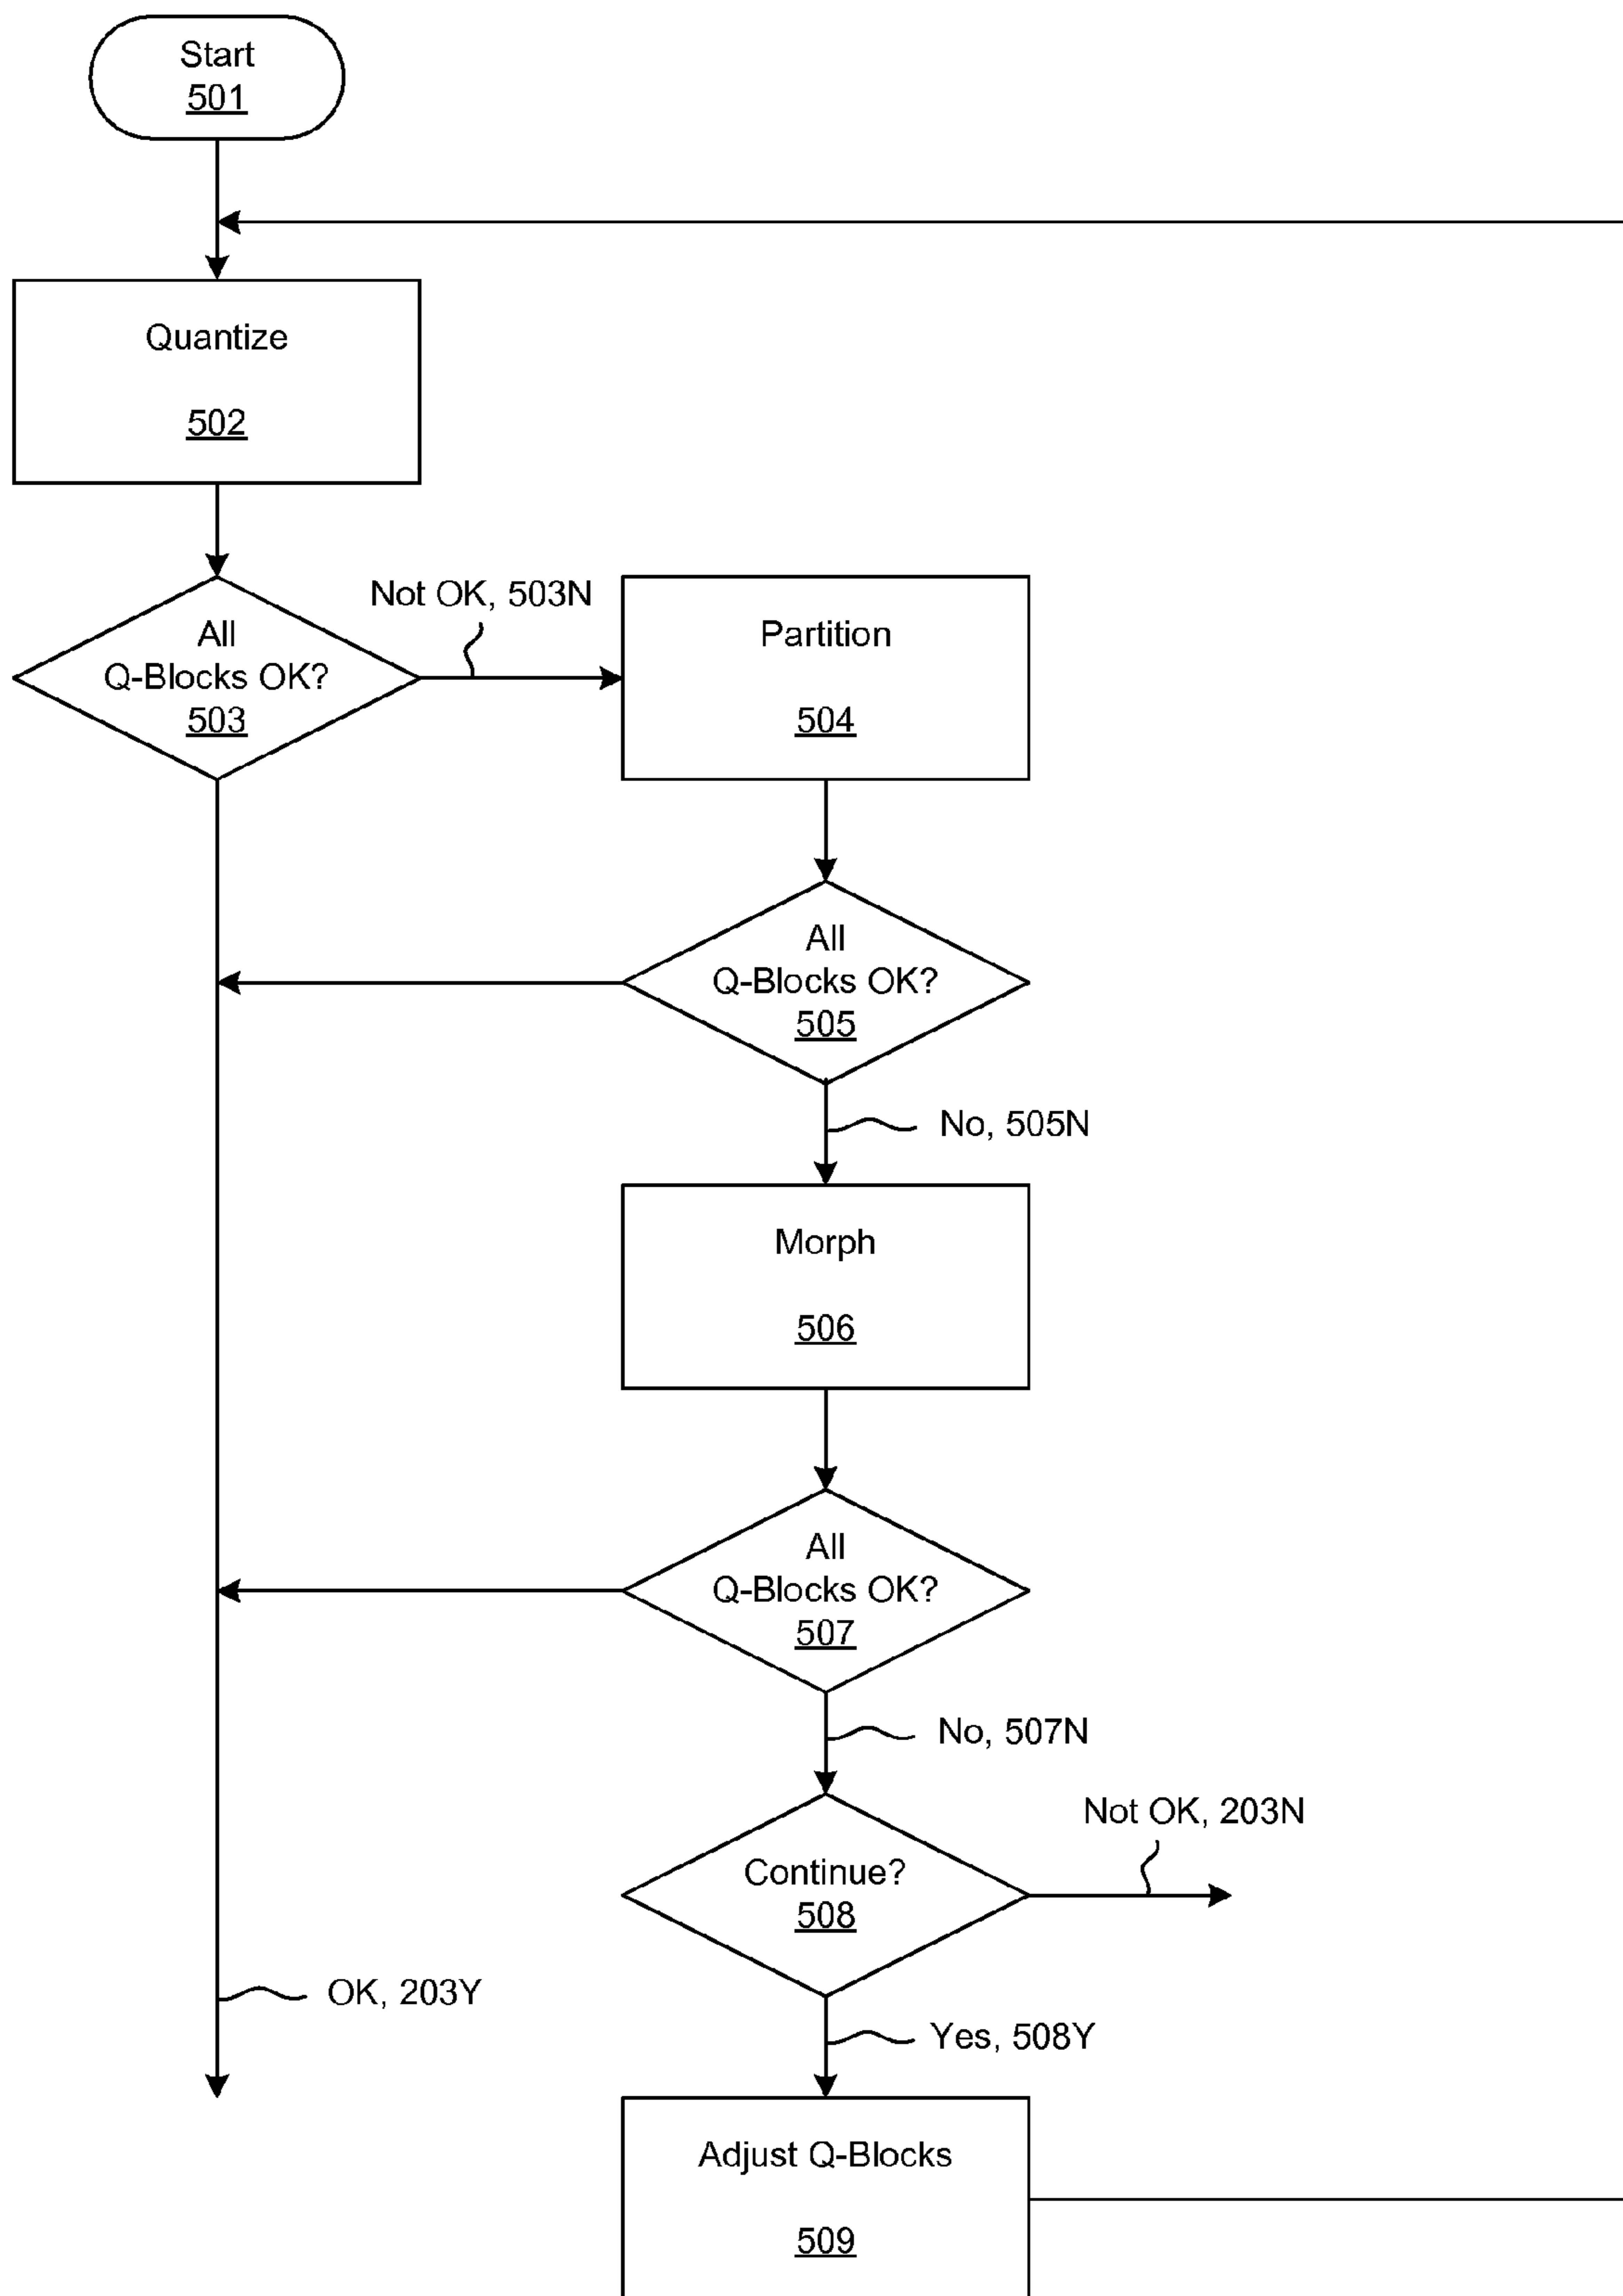 Start
501
Quantize
502
Not OK, 503N
All
Q-Blocks OK?
503
Partition
504
All
Q-Blocks OK?
505
No, 505N
Morph
506
All
Q-Blocks OK?
507
No, 507N
Not OK, 203N
Continue?
508
OK, 203Y
Yes, 508Y
Adjust Q-Blocks
509